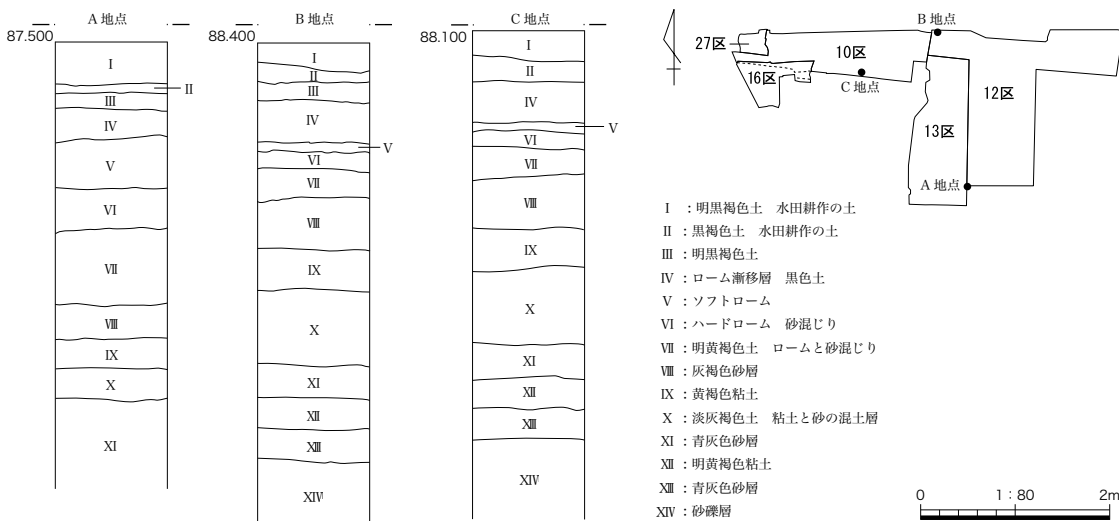 A 地点
87.500
I
II
III
IV
V
VI
VII
VIII
IX
X
XI
B 地点
88.400
I
II
III
IV
V
VI
VII
VIII
IX
X
XI
XII
XIII
XIV
C 地点
88.100
I
II
IV
V
VI
VII
VIII
IX
X
XI
XII
XIII
XIV
B 地点
27区
10区
16区
C 地点
12区
13区
A 地点
I ：明黒褐色土　水田耕作の土
II ：黒褐色土　水田耕作の土
III ：明黒褐色土
IV ：ローム漸移層　黒色土
V ：ソフトローム
VI ：ハードローム　砂混じり
VII ：明黄褐色土　ロームと砂混じり
VIII ：灰褐色砂層
IX ：黄褐色粘土
X ：淡灰褐色土　粘土と砂の混土層
XI ：青灰色砂層
XII ：明黄褐色粘土
XIII ：青灰色砂層
XIV ：砂礫層
0 1:80 2m